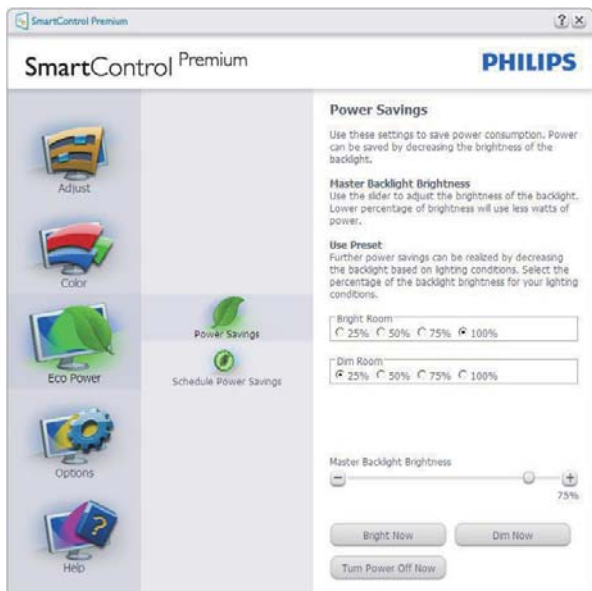 SmartControl Premium
SmartControl Premium
PHILIPS
Adjust
Color
Eco Power
Options
Help
Power Savings
Schedule Power Savings
Power Savings
Use these settings to save power consumption. Power
can be saved by decreasing the brightness of the
backlight.
Master Backlight Brightness
Use the slider to adjust the brightness of the backlight.
Lower percentage of brightness will use less watts of
power.
Use Preset
Further power savings can be realized by decreasing
the backlight based on lighting conditions. Select the
percentage of the backlight brightness for your lighting
conditions.
Bright Room
25% 50% 75% 100%
Dim Room
25% 50% 75% 100%
Master Backlight Brightness
75%
Bright Now
Dim Now
Turn Power Off Now